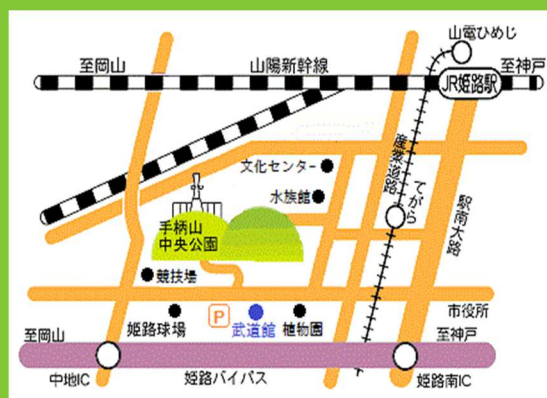 山電ひめじ
至岡山
山陽新幹線
JR姫路駅
至神戸
産業道路
文化センター
水族館
てがら
駅南大路
手柄山
中央公園
競技場
市役所
姫路球場
P
武道館
植物園
至岡山
至神戸
中地IC
姫路バイパス
姫路南IC